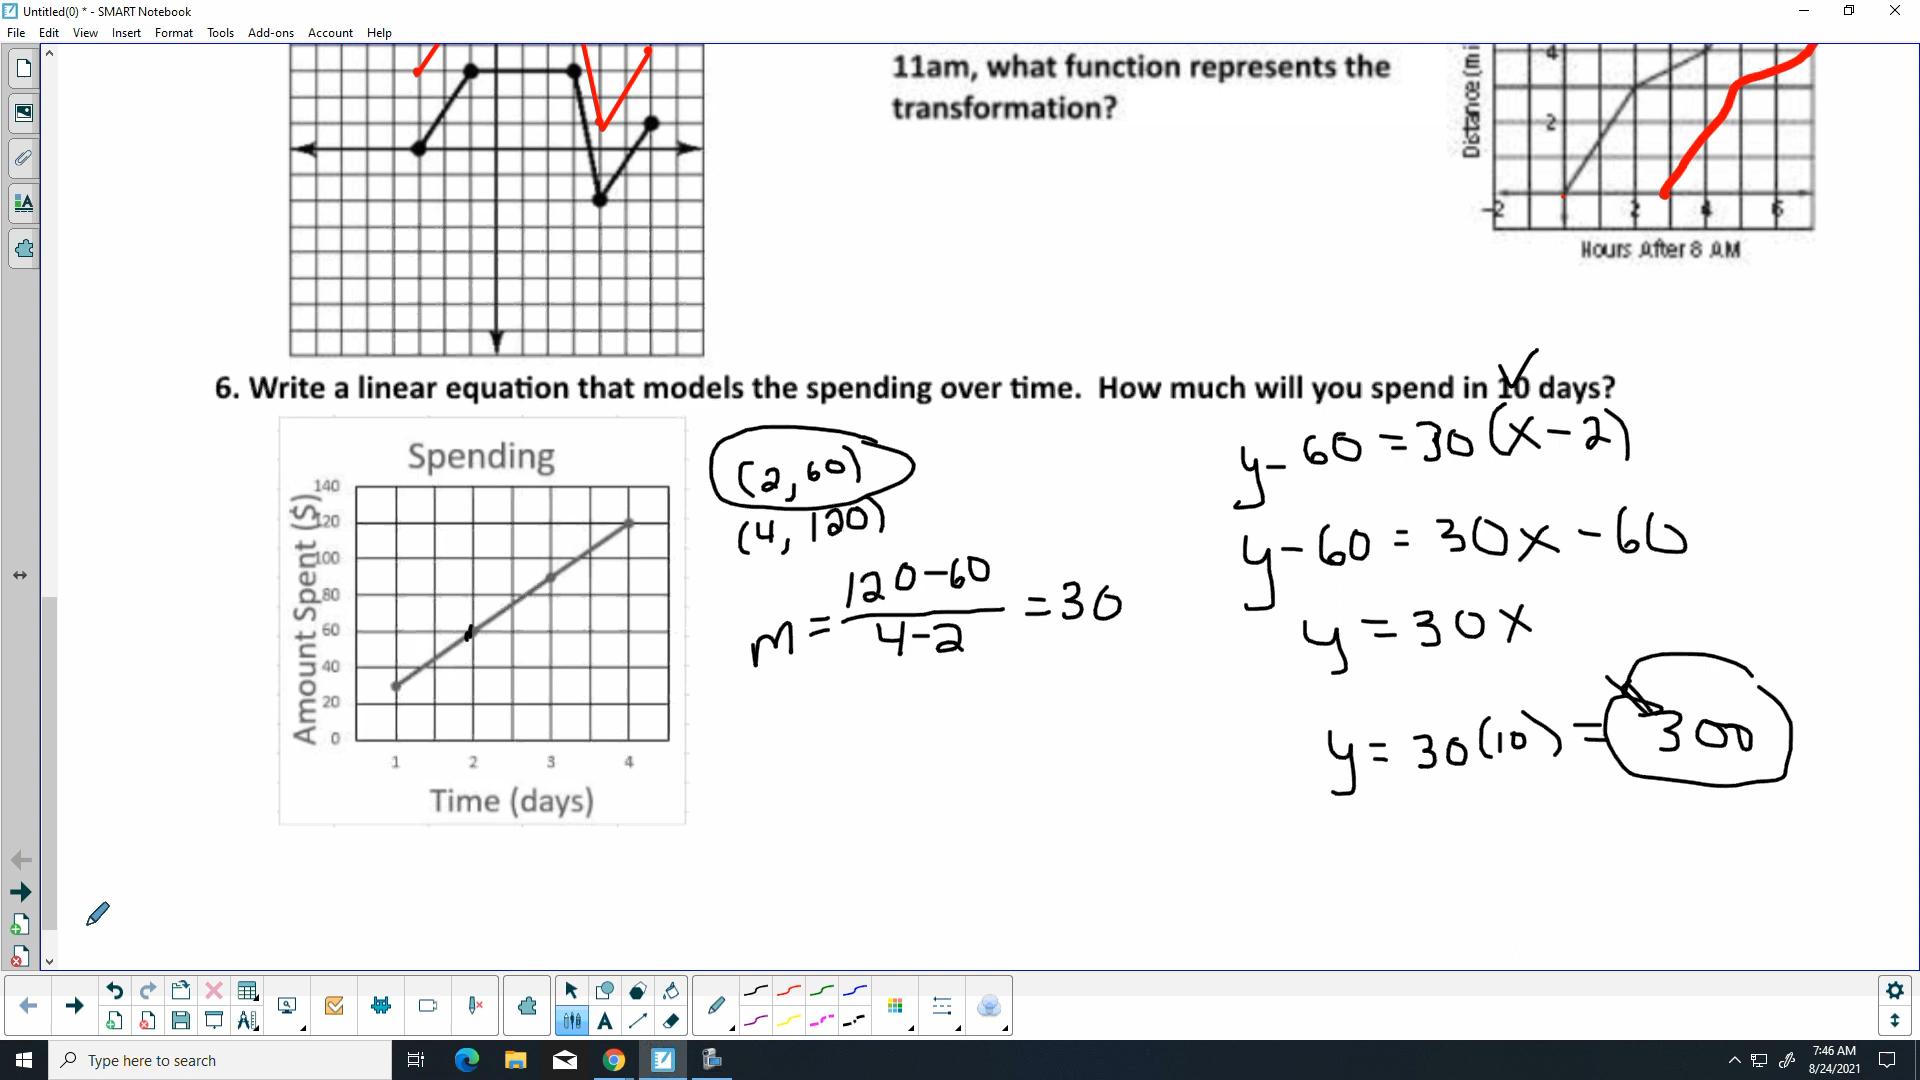 Untitled(0) * - SMART Notebook
File Edit View Insert Format Tools Add-ons Account Help
11am, what function represents the
transformation?
Distance (mi
4
2
-2 2 4 6
Hours After 8 AM
6. Write a linear equation that models the spending over time. How much will you spend in 10 days?
Spending
Amount Spent ($)
140
120
100
80
60
40
20
0
1 2 3 4
Time (days)
(2, 60)
(4, 120)
m = 120-60 / 4-2 = 30
y - 60 = 30 (x - 2)
y - 60 = 30x - 60
y = 30x
y = 30(10) = 300
Type here to search
7:46 AM
8/24/2021